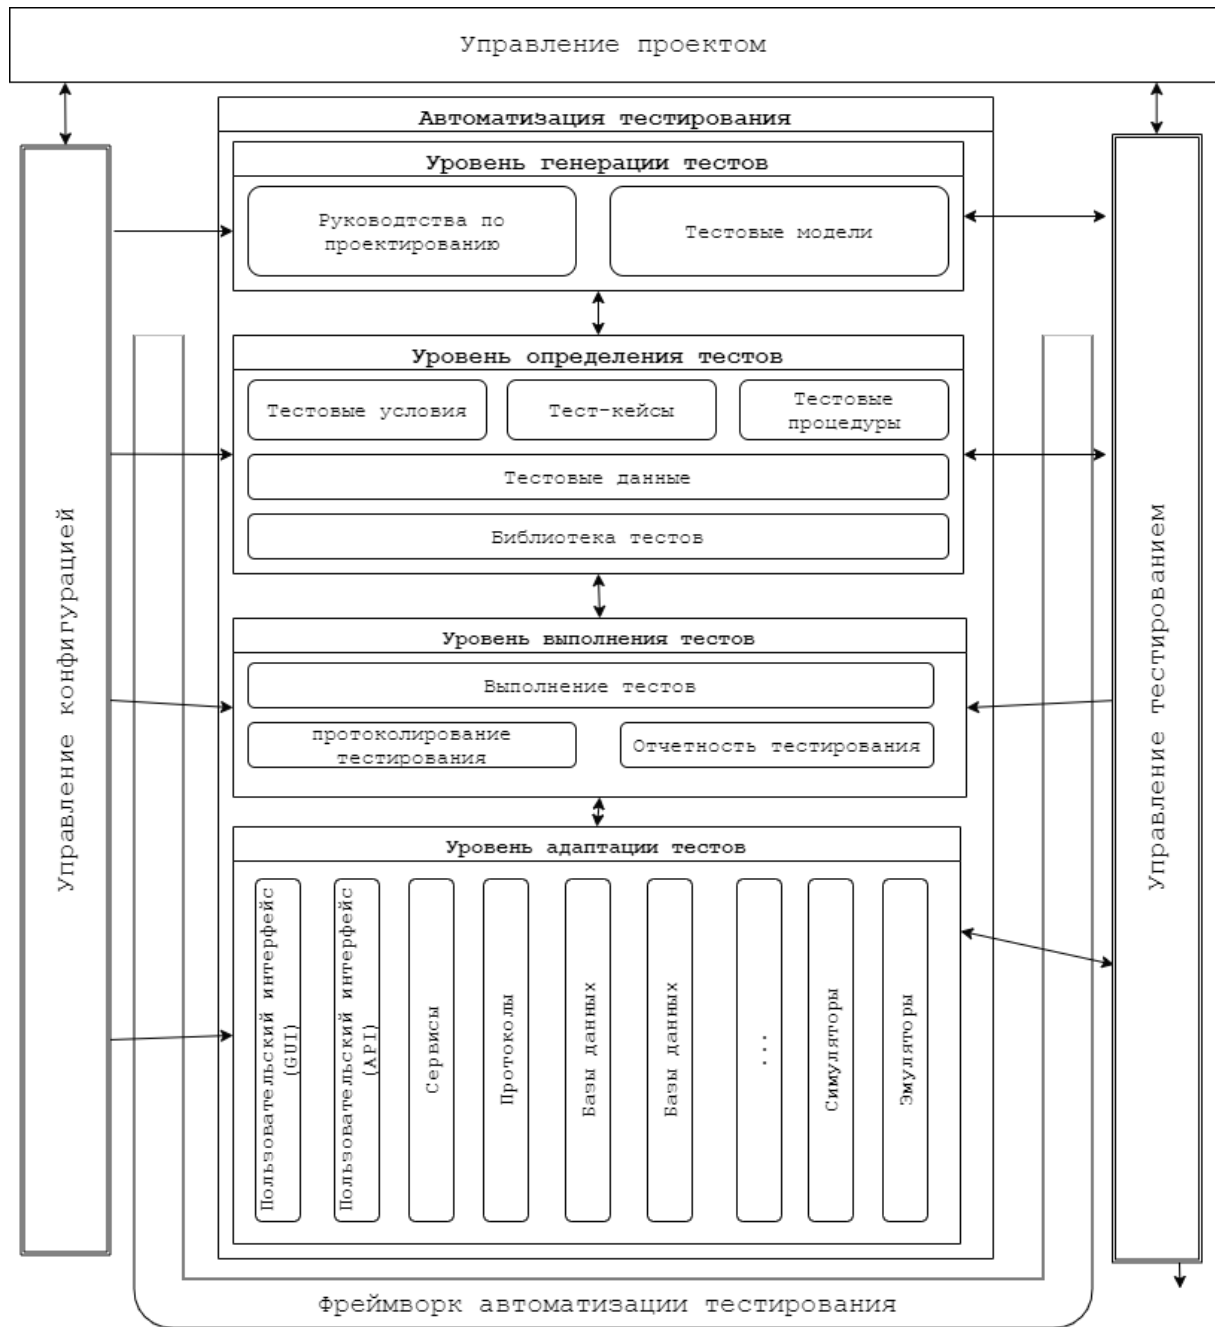 Управление проектом
Автоматизация тестирования
Уровень генерации тестов
Руководтства по
проектированию
Тестовые модели
Уровень определения тестов
Тестовые условия
Тест-кейсы
Тестовые
процедуры
Тестовые данные
Библиотека тестов
Уровень выполнения тестов
Выполнение тестов
протоколирование
тестирования
Отчетность тестирования
Уровень адаптации тестов
Пользовательский интерфейс
(GUI)
Пользовательский интерфейс
(API)
Сервисы
Протоколы
Базы данных
Базы данных
...
Симуляторы
Эмуляторы
Управление конфигурацией
Управление тестированием
Фреймворк автоматизации тестирования